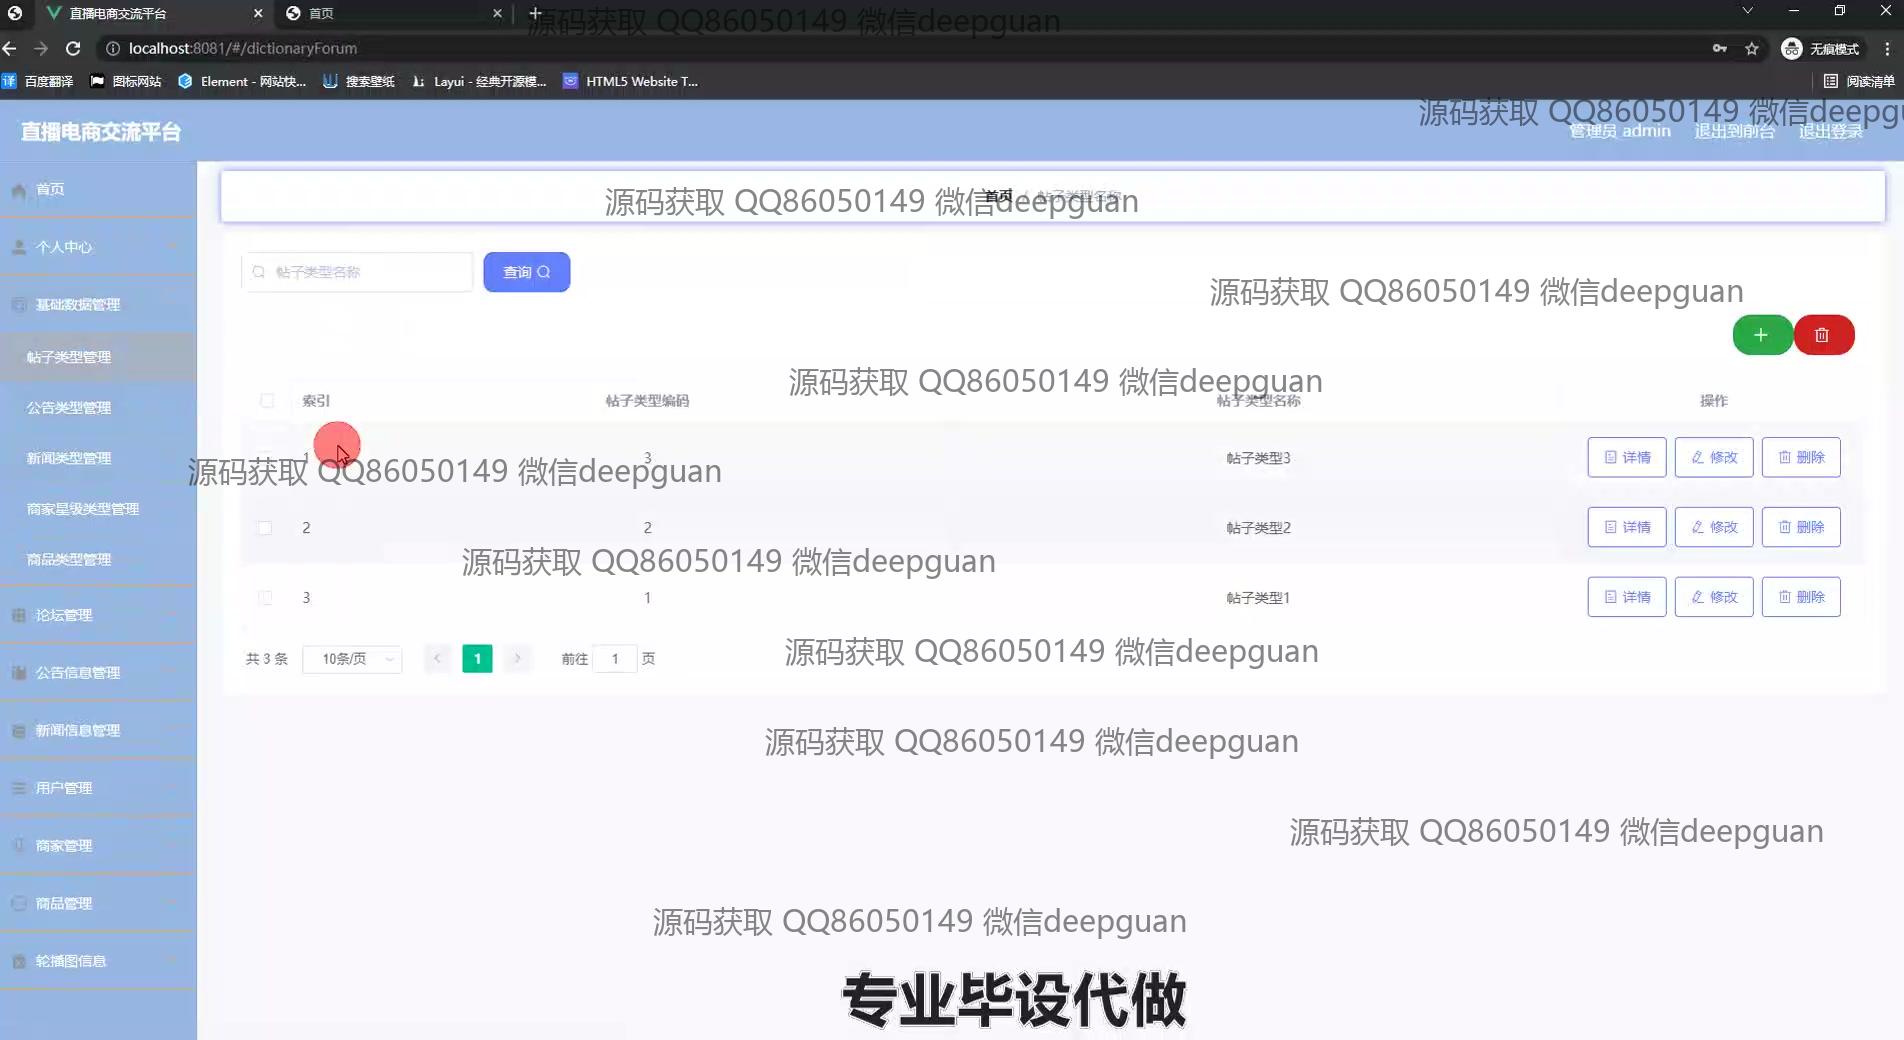 直播电商交流平台
首页
源码获取 QQ86050149 微信deepguan
localhost:8081/#/dictionaryForum
无痕模式
百度翻译
图标网站
Element - 网站快...
搜索壁纸
Layui - 经典开源模...
HTML5 Website T...
阅读清单
源码获取 QQ86050149 微信deepgu
直播电商交流平台
管理员 admin
退出到前台
退出登录
首页
个人中心
基础数据管理
帖子类型管理
公告类型管理
新闻类型管理
商家星级类型管理
商品类型管理
论坛管理
公告信息管理
新闻信息管理
用户管理
商家管理
商品管理
轮播图信息
首页 / 帖子类型名称
源码获取 QQ86050149 微信deepguan
帖子类型名称
查询
源码获取 QQ86050149 微信deepguan
源码获取 QQ86050149 微信deepguan
索引 帖子类型编码 帖子类型名称 操作
1 3 帖子类型3 详情 修改 删除
源码获取 QQ86050149 微信deepguan
2 2 帖子类型2 详情 修改 删除
源码获取 QQ86050149 微信deepguan
3 1 帖子类型1 详情 修改 删除
共 3 条 10条/页 1 前往 1 页
源码获取 QQ86050149 微信deepguan
源码获取 QQ86050149 微信deepguan
源码获取 QQ86050149 微信deepguan
源码获取 QQ86050149 微信deepguan
专业毕设代做